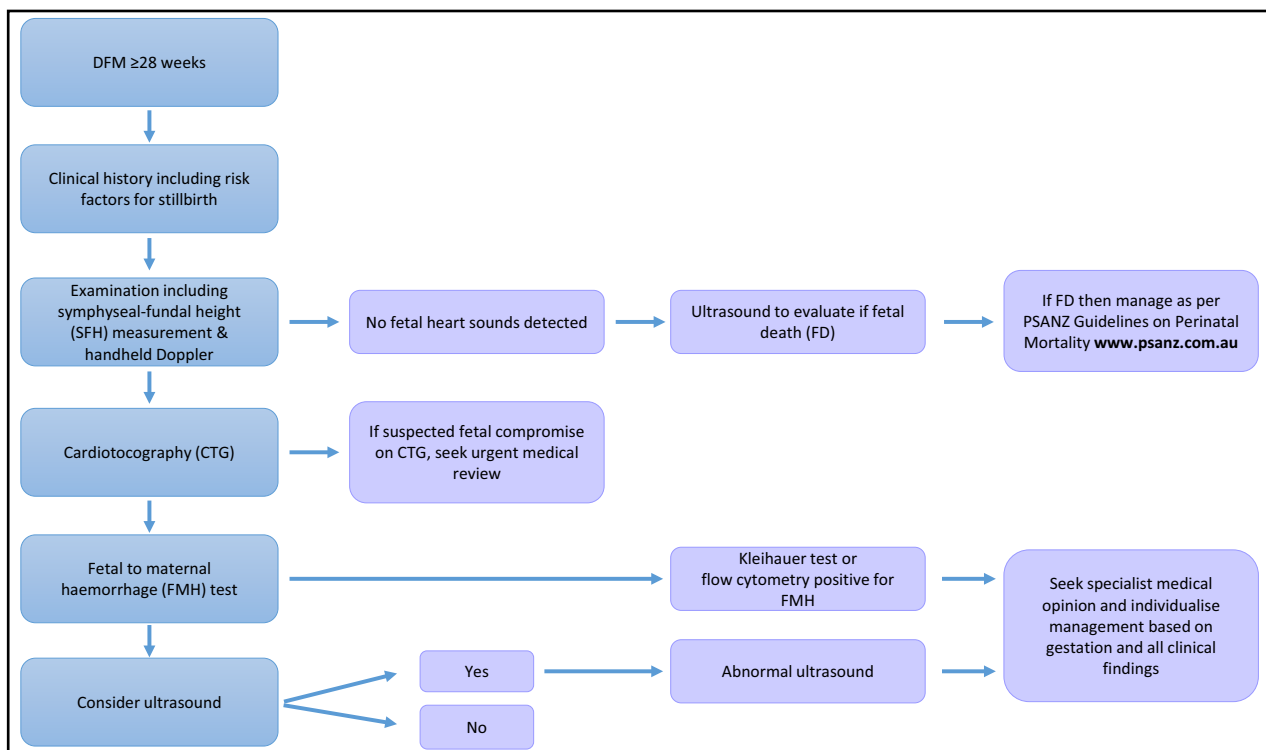 DFM ≥28 weeks
Clinical history including risk
factors for stillbirth
Examination including
symphyseal-fundal height
(SFH) measurement &
handheld Doppler
No fetal heart sounds detected
Ultrasound to evaluate if fetal
death (FD)
If FD then manage as per
PSANZ Guidelines on Perinatal
Mortality www.psanz.com.au
Cardiotocography (CTG)
If suspected fetal compromise
on CTG, seek urgent medical
review
Fetal to maternal
haemorrhage (FMH) test
Kleihauer test or
flow cytometry positive for
FMH
Seek specialist medical
opinion and individualise
management based on
gestation and all clinical
findings
Consider ultrasound
Yes
Abnormal ultrasound
No